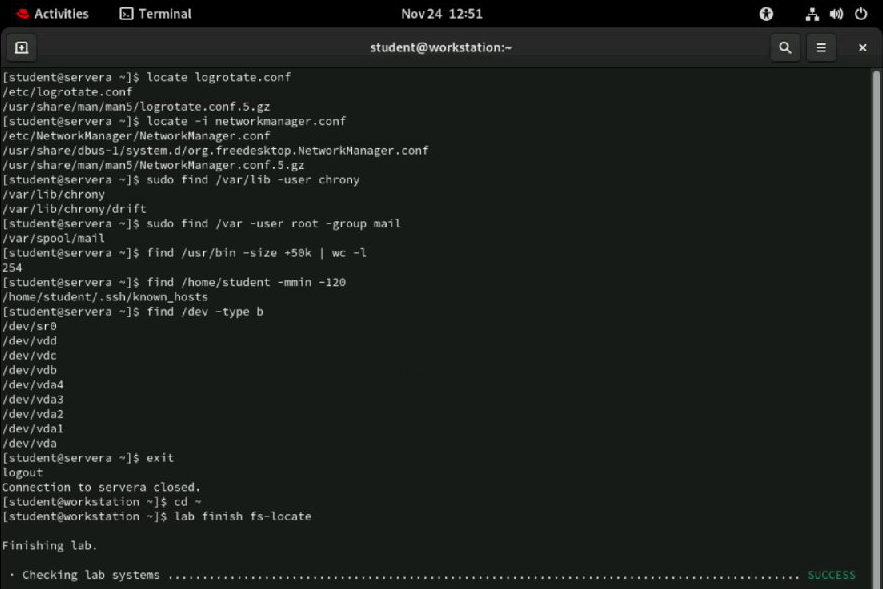 Activities Terminal Nov 24 12:51
student@workstation:~
[student@servera ~]$ locate logrotate.conf
/etc/logrotate.conf
/usr/share/man/man5/logrotate.conf.5.gz
[student@servera ~]$ locate -i networkmanager.conf
/etc/NetworkManager/NetworkManager.conf
/usr/share/dbus-1/system.d/org.freedesktop.NetworkManager.conf
/usr/share/man/man5/NetworkManager.conf.5.gz
[student@servera ~]$ sudo find /var/lib -user chrony
/var/lib/chrony
/var/lib/chrony/drift
[student@servera ~]$ sudo find /var -user root -group mail
/var/spool/mail
[student@servera ~]$ find /usr/bin -size +50k | wc -l
254
[student@servera ~]$ find /home/student -mmin -120
/home/student/.ssh/known_hosts
[student@servera ~]$ find /dev -type b
/dev/sr0
/dev/vdd
/dev/vdc
/dev/vdb
/dev/vda4
/dev/vda3
/dev/vda2
/dev/vda1
/dev/vda
[student@servera ~]$ exit
logout
Connection to servera closed.
[student@workstation ~]$ cd ~
[student@workstation ~]$ lab finish fs-locate
Finishing lab.
· Checking lab systems ............................................................................................ SUCCESS